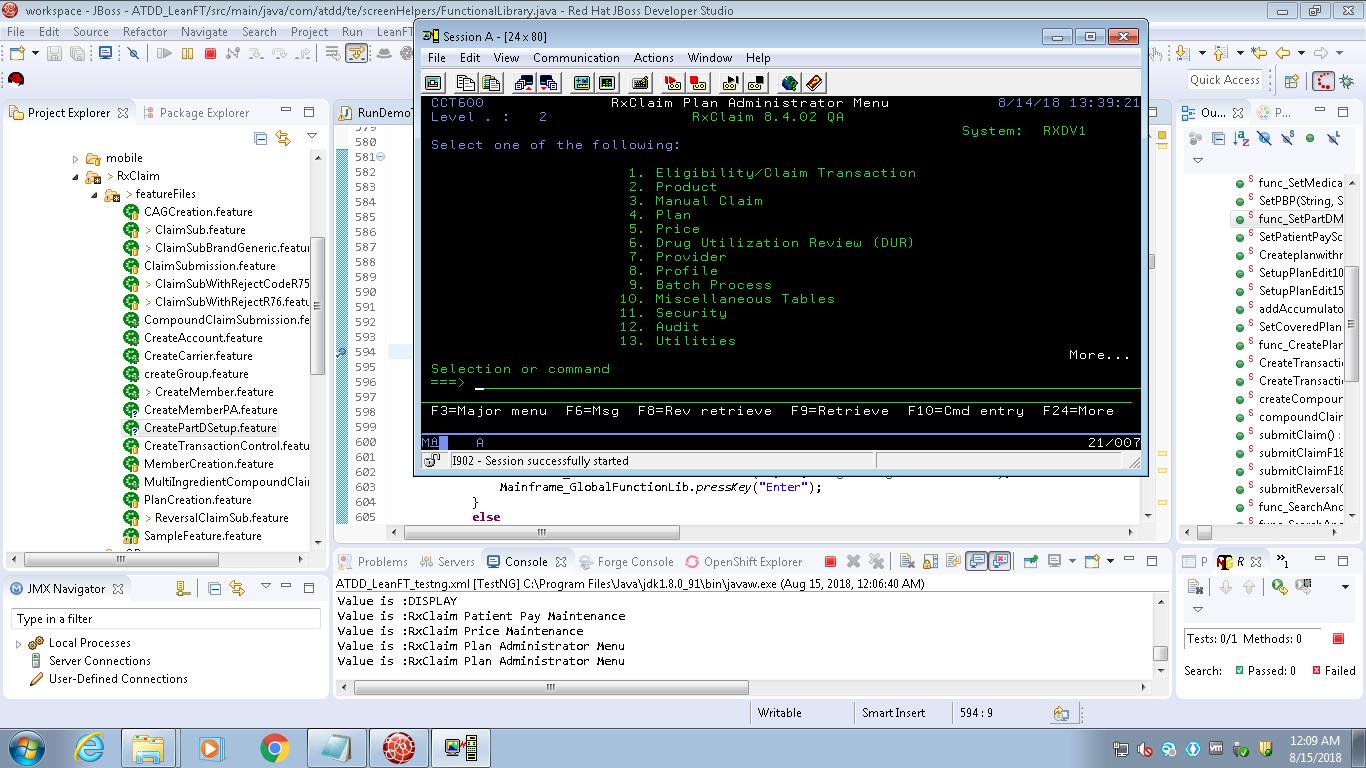 workspace - JBoss - ATDD_LeanFT/src/main/java/com/atdd/te/screenHelpers/FunctionalLibrary.java - Red Hat JBoss Developer Studio
File Edit Source Refactor Navigate Search Project Run LeanFT
Quick Access
Project Explorer
Package Explorer
mobile
> RxClaim
> featureFiles
CAGCreation.feature
> ClaimSub.feature
> ClaimSubBrandGeneric.featur
ClaimSubmission.feature
> ClaimSubWithRejectCodeR75
> ClaimSubWithRejectR76.featu
CompoundClaimSubmission.fe
CreateAccount.feature
CreateCarrier.feature
createGroup.feature
> CreateMember.feature
CreateMemberPA.feature
CreatePartDSetup.feature
CreateTransactionControl.featu
MemberCreation.feature
MultiIngredientCompoundClai
PlanCreation.feature
> ReversalClaimSub.feature
SampleFeature.feature
RunDemoT
579
580
581
582
583
584
585
586
587
588
589
590
591
592
593
594
595
596
597
598
599
600
601
602
603
604
605
Mainframe_GlobalFunctionLib.pressKey("Enter");
}
else
Session A - [24 x 80]
File Edit View Communication Actions Window Help
CCT600 RxClaim Plan Administrator Menu 8/14/18 13:39:21
Level . : 2 RxClaim 8.4.02 QA
System: RXDV1
Select one of the following:
1. Eligibility/Claim Transaction
2. Product
3. Manual Claim
4. Plan
5. Price
6. Drug Utilization Review (DUR)
7. Provider
8. Profile
9. Batch Process
10. Miscellaneous Tables
11. Security
12. Audit
13. Utilities
More...
Selection or command
===>
F3=Major menu F6=Msg F8=Rev retrieve F9=Retrieve F10=Cmd entry F24=More
MA A 21/007
I902 - Session successfully started
Ou...
P...
func_SetMedica
SetPBP(String, S
func_SetPartDM
SetPatientPaySc
Createplanwithr
SetupPlanEdit10
SetupPlanEdit15
addAccumulato
SetCoveredPlan
func_CreatePlan
CreateTransacti
CreateTransacti
createCompoun
compoundClain
submitClaim() :
submitClaimF18
submitClaimF18
submitReversalC
func_SearchAnd
Problems Servers Console Forge Console OpenShift Explorer
ATDD_LeanFT_testng.xml [TestNG] C:\Program Files\Java\jdk1.8.0_91\bin\javaw.exe (Aug 15, 2018, 12:06:40 AM)
Value is :DISPLAY
Value is :RxClaim Patient Pay Maintenance
Value is :RxClaim Price Maintenance
Value is :RxClaim Plan Administrator Menu
Value is :RxClaim Plan Administrator Menu
JMX Navigator
Type in a filter
Local Processes
Server Connections
User-Defined Connections
P R »1
Tests: 0/1 Methods: 0
Search: Passed: 0 Failed
Writable Smart Insert 594 : 9
12:09 AM
8/15/2018